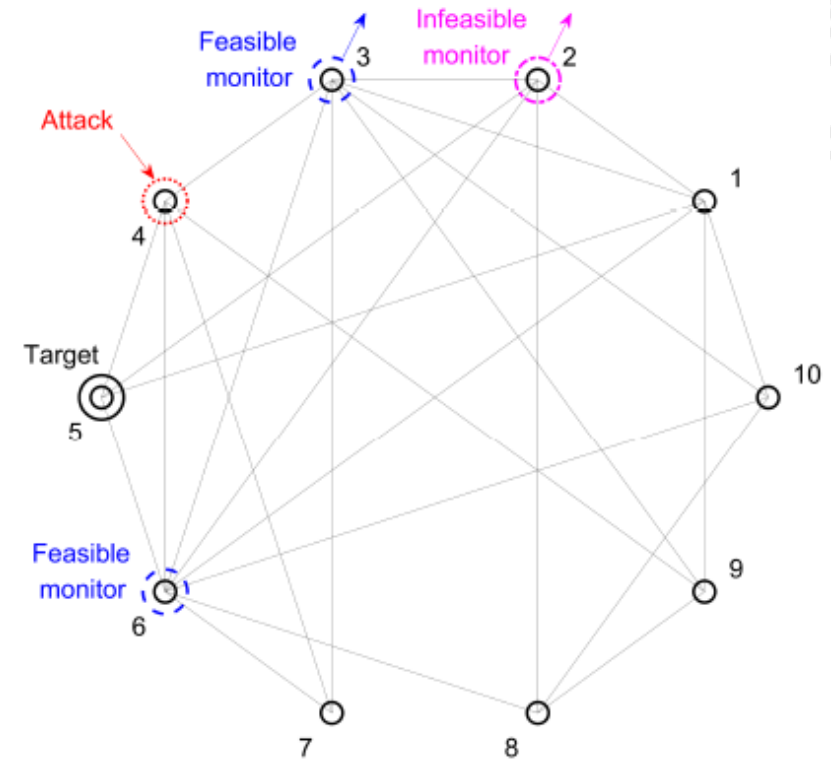 Feasible
monitor
3
Infeasible
monitor
2
Attack
4
1
Target
5
10
Feasible
monitor
6
9
7
8